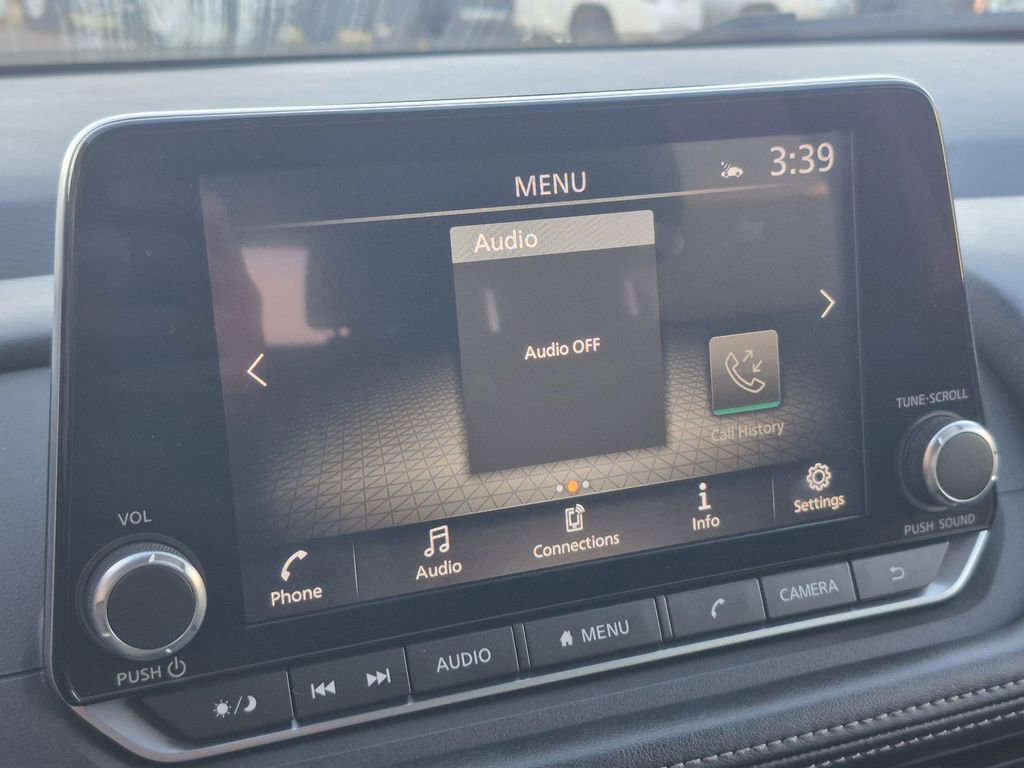 MENU
3:39
Audio
Audio OFF
Call History
TUNE·SCROLL
PUSH SOUND
VOL
PUSH
Phone
Audio
Connections
Info
Settings
AUDIO
MENU
CAMERA